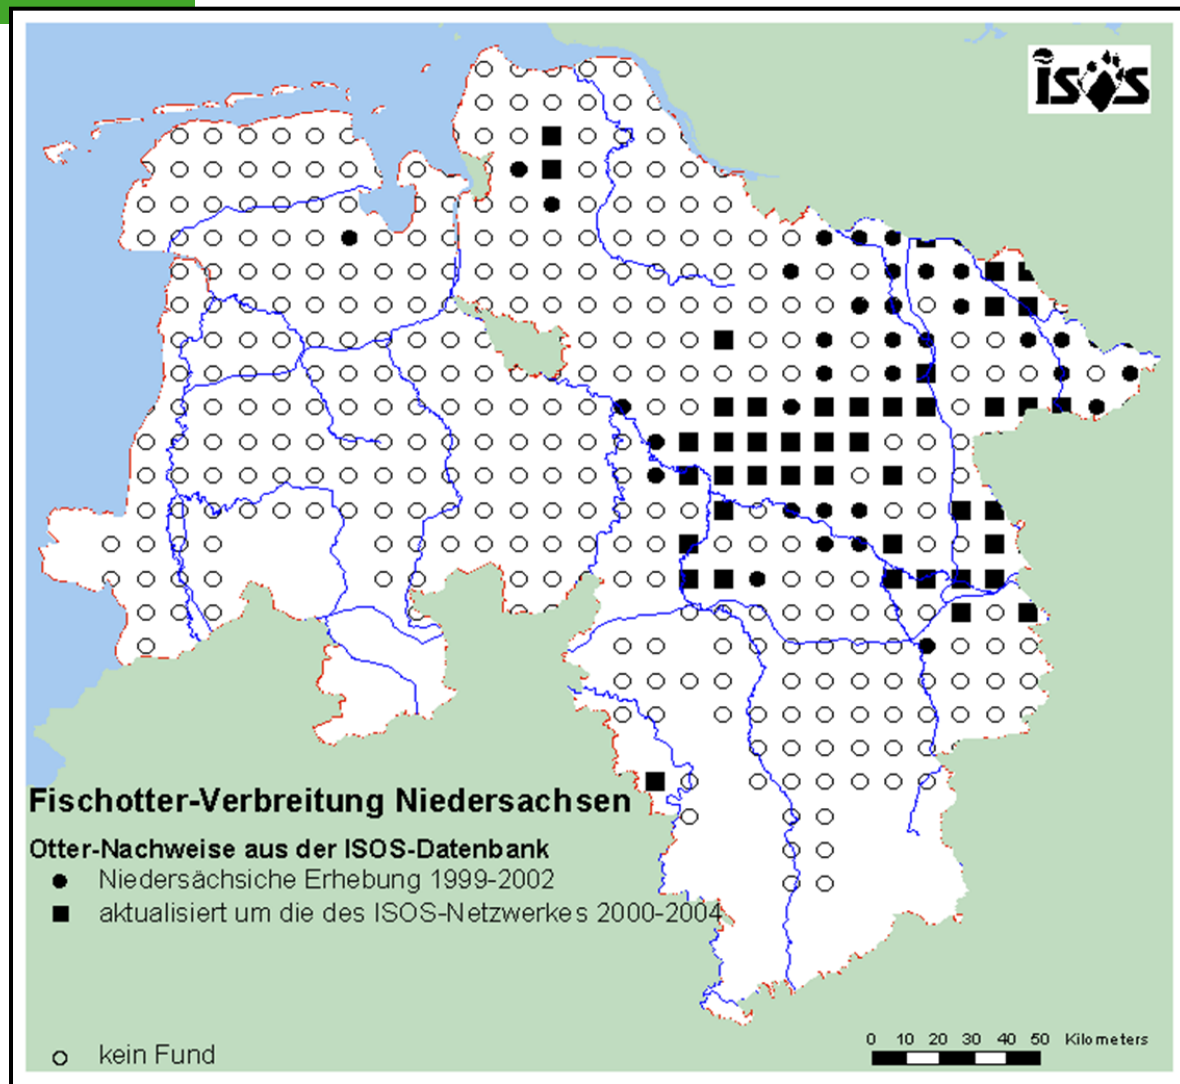 ISOS
Fischotter-Verbreitung Niedersachsen
Otter-Nachweise aus der ISOS-Datenbank
Niedersächsiche Erhebung 1999-2002
aktualisiert um die des ISOS-Netzwerkes 2000-2004
kein Fund
0 10 20 30 40 50 Kilometers